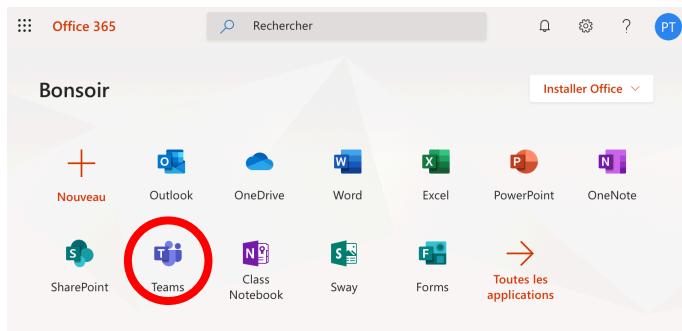 Office 365
Rechercher
?
PT
Bonsoir
Installer Office
Nouveau
Outlook
OneDrive
Word
Excel
PowerPoint
OneNote
SharePoint
Teams
Class
Notebook
Sway
Forms
Toutes les
applications